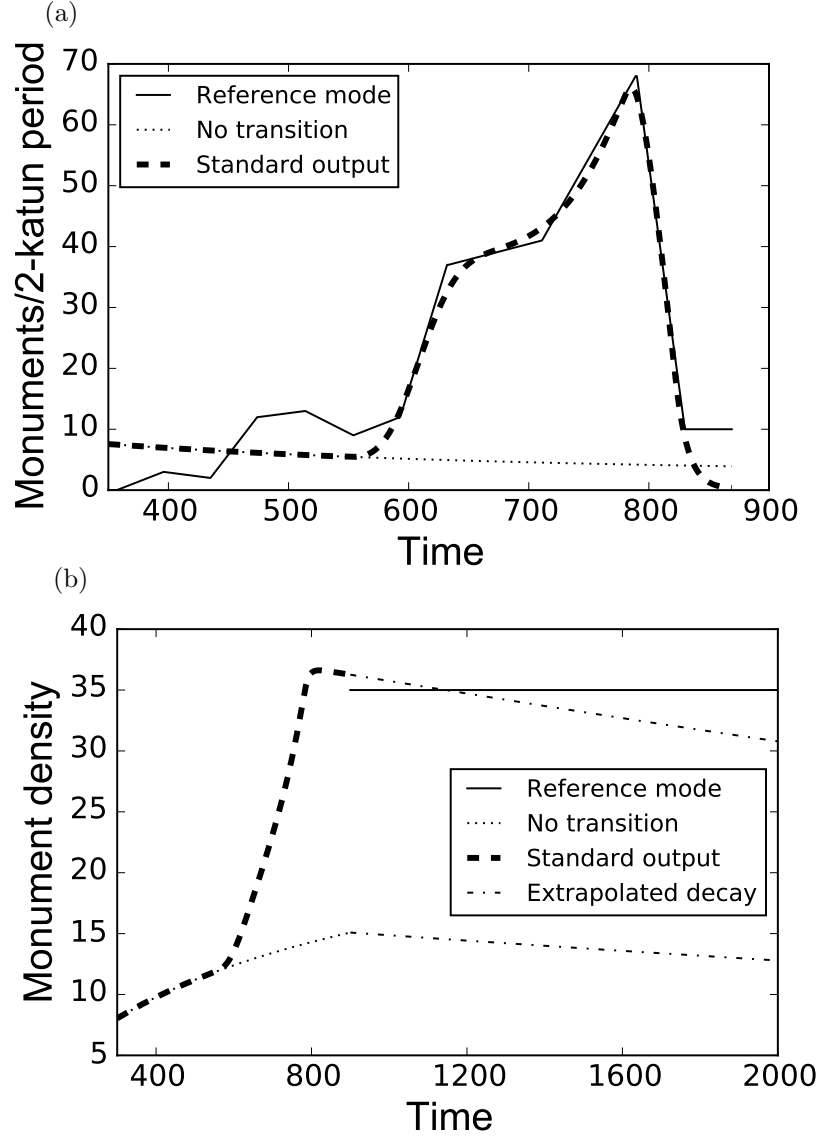 (a)
Monuments/2-katun period
70
60
50
40
30
20
10
0
Reference mode
No transition
Standard output
400 500 600 700 800 900
Time
(b)
Monument density
40
35
30
25
20
15
10
5
Reference mode
No transition
Standard output
Extrapolated decay
400 800 1200 1600 2000
Time